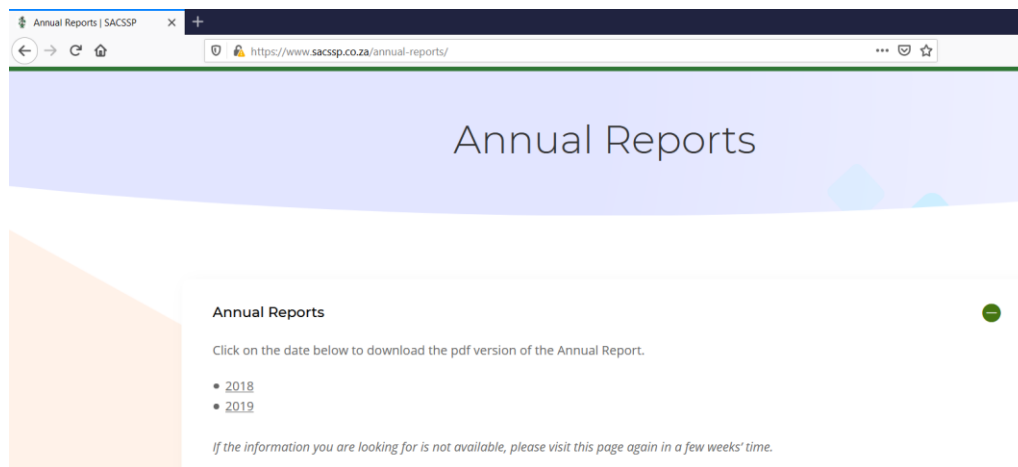 Annual Reports | SACSSP
https://www.sacssp.co.za/annual-reports/
Annual Reports
Annual Reports
Click on the date below to download the pdf version of the Annual Report.
• 2018
• 2019
If the information you are looking for is not available, please visit this page again in a few weeks’ time.